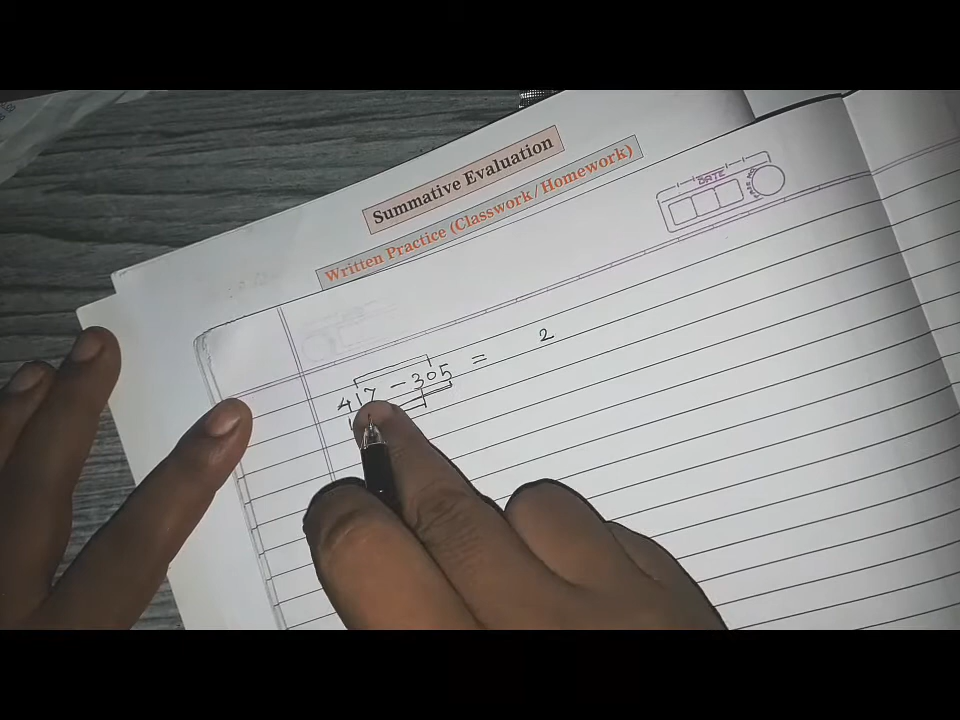 Summative Evaluation
Written Practice (Classwork/Homework)
DATE
417 - 305 = 2